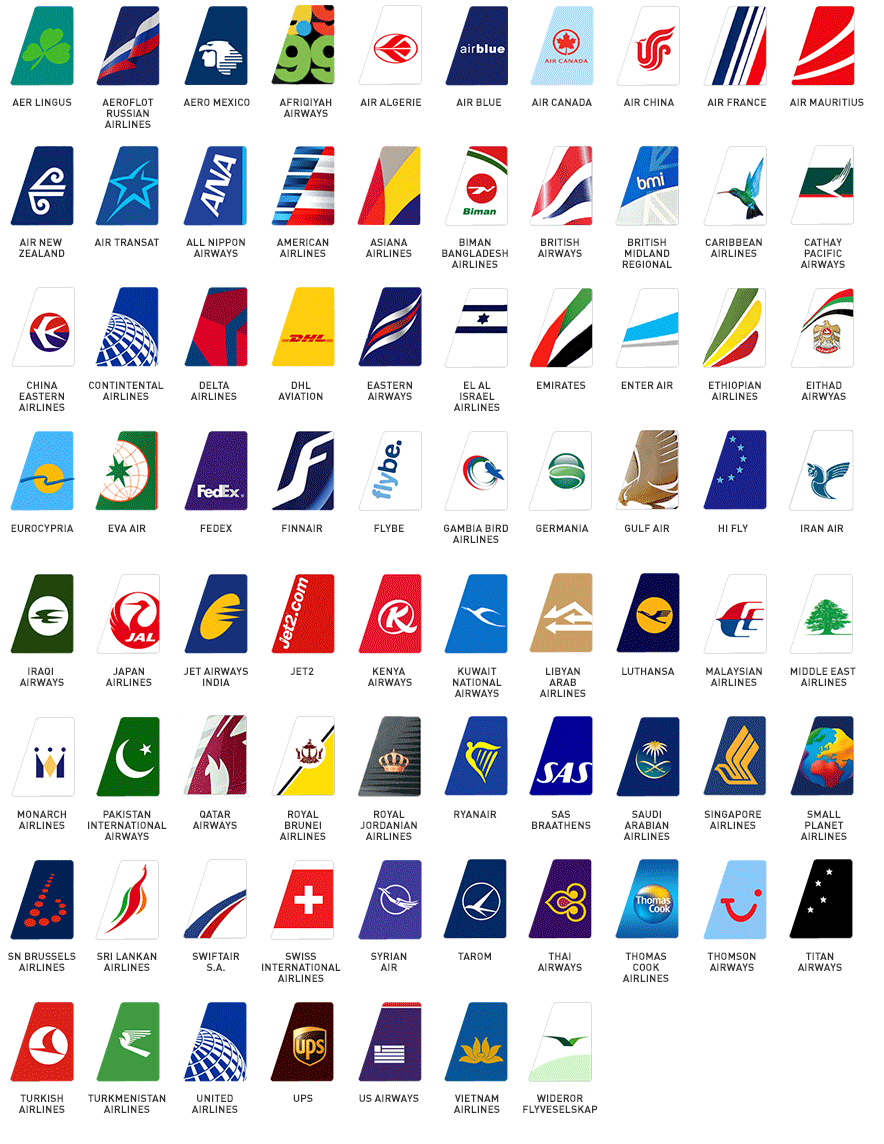 99
airblue
AIR CANADA
AER LINGUS
AEROFLOT
RUSSIAN
AIRLINES
AERO MEXICO
AFRIQIYAH
AIRWAYS
AIR ALGERIE
AIR BLUE
AIR CANADA
AIR CHINA
AIR FRANCE
AIR MAURITIUS
ANA
Biman
bmi
AIR NEW
ZEALAND
AIR TRANSAT
ALL NIPPON
AIRWAYS
AMERICAN
AIRLINES
ASIANA
AIRLINES
BIMAN
BANGLADESH
AIRLINES
BRITISH
AIRWAYS
BRITISH
MIDLAND
REGIONAL
CARIBBEAN
AIRLINES
CATHAY
PACIFIC
AIRWAYS
DHL
CHINA
EASTERN
AIRLINES
CONTINTENTAL
AIRLINES
DELTA
AIRLINES
DHL
AVIATION
EASTERN
AIRWAYS
EL AL
ISRAEL
AIRLINES
EMIRATES
ENTER AIR
ETHIOPIAN
AIRLINES
EITHAD
AIRWYAS
FedEx®
flybe.
EUROCYPRIA
EVA AIR
FEDEX
FINNAIR
FLYBE
GAMBIA BIRD
AIRLINES
GERMANIA
GULF AIR
HI FLY
IRAN AIR
JAL
jet2.com
K
IRAQI
AIRWAYS
JAPAN
AIRLINES
JET AIRWAYS
INDIA
JET2
KENYA
AIRWAYS
KUWAIT
NATIONAL
AIRWAYS
LIBYAN
ARAB
AIRLINES
LUTHANSA
MALAYSIAN
AIRLINES
MIDDLE EAST
AIRLINES
SAS
MONARCH
AIRLINES
PAKISTAN
INTERNATIONAL
AIRWAYS
QATAR
AIRWAYS
ROYAL
BRUNEI
AIRLINES
ROYAL
JORDANIAN
AIRLINES
RYANAIR
SAS
BRAATHENS
SAUDI
ARABIAN
AIRLINES
SINGAPORE
AIRLINES
SMALL
PLANET
AIRLINES
Thomas
Cook
SN BRUSSELS
AIRLINES
SRI LANKAN
AIRLINES
SWIFTAIR
S.A.
SWISS
INTERNATIONAL
AIRLINES
SYRIAN
AIR
TAROM
THAI
AIRWAYS
THOMAS
COOK
AIRLINES
THOMSON
AIRWAYS
TITAN
AIRWAYS
ups
TURKISH
AIRLINES
TURKMENISTAN
AIRLINES
UNITED
AIRLINES
UPS
US AIRWAYS
VIETNAM
AIRLINES
WIDEROR
FLYVESELSKAP